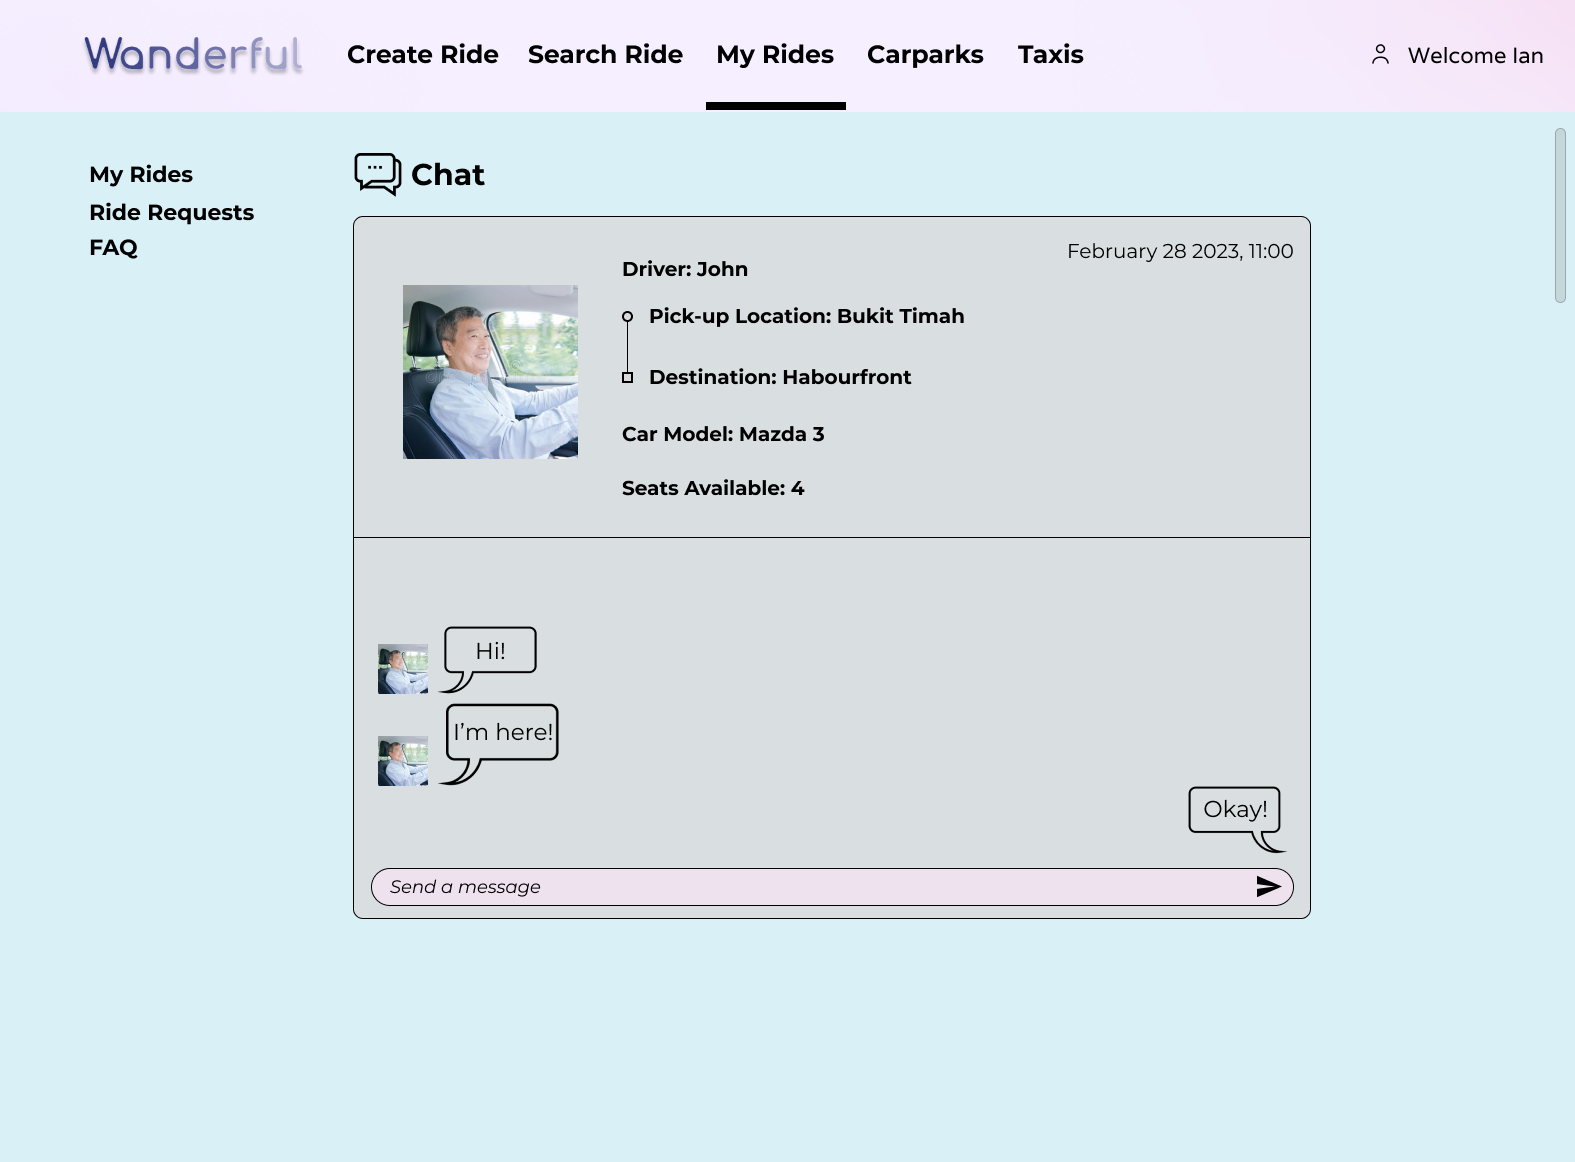 Wanderful
Create Ride
Search Ride
My Rides
Carparks
Taxis
Welcome Ian
My Rides
Ride Requests
FAQ
Chat
February 28 2023, 11:00
Driver: John
Pick-up Location: Bukit Timah
Destination: Habourfront
Car Model: Mazda 3
Seats Available: 4
Hi!
I’m here!
Okay!
Send a message